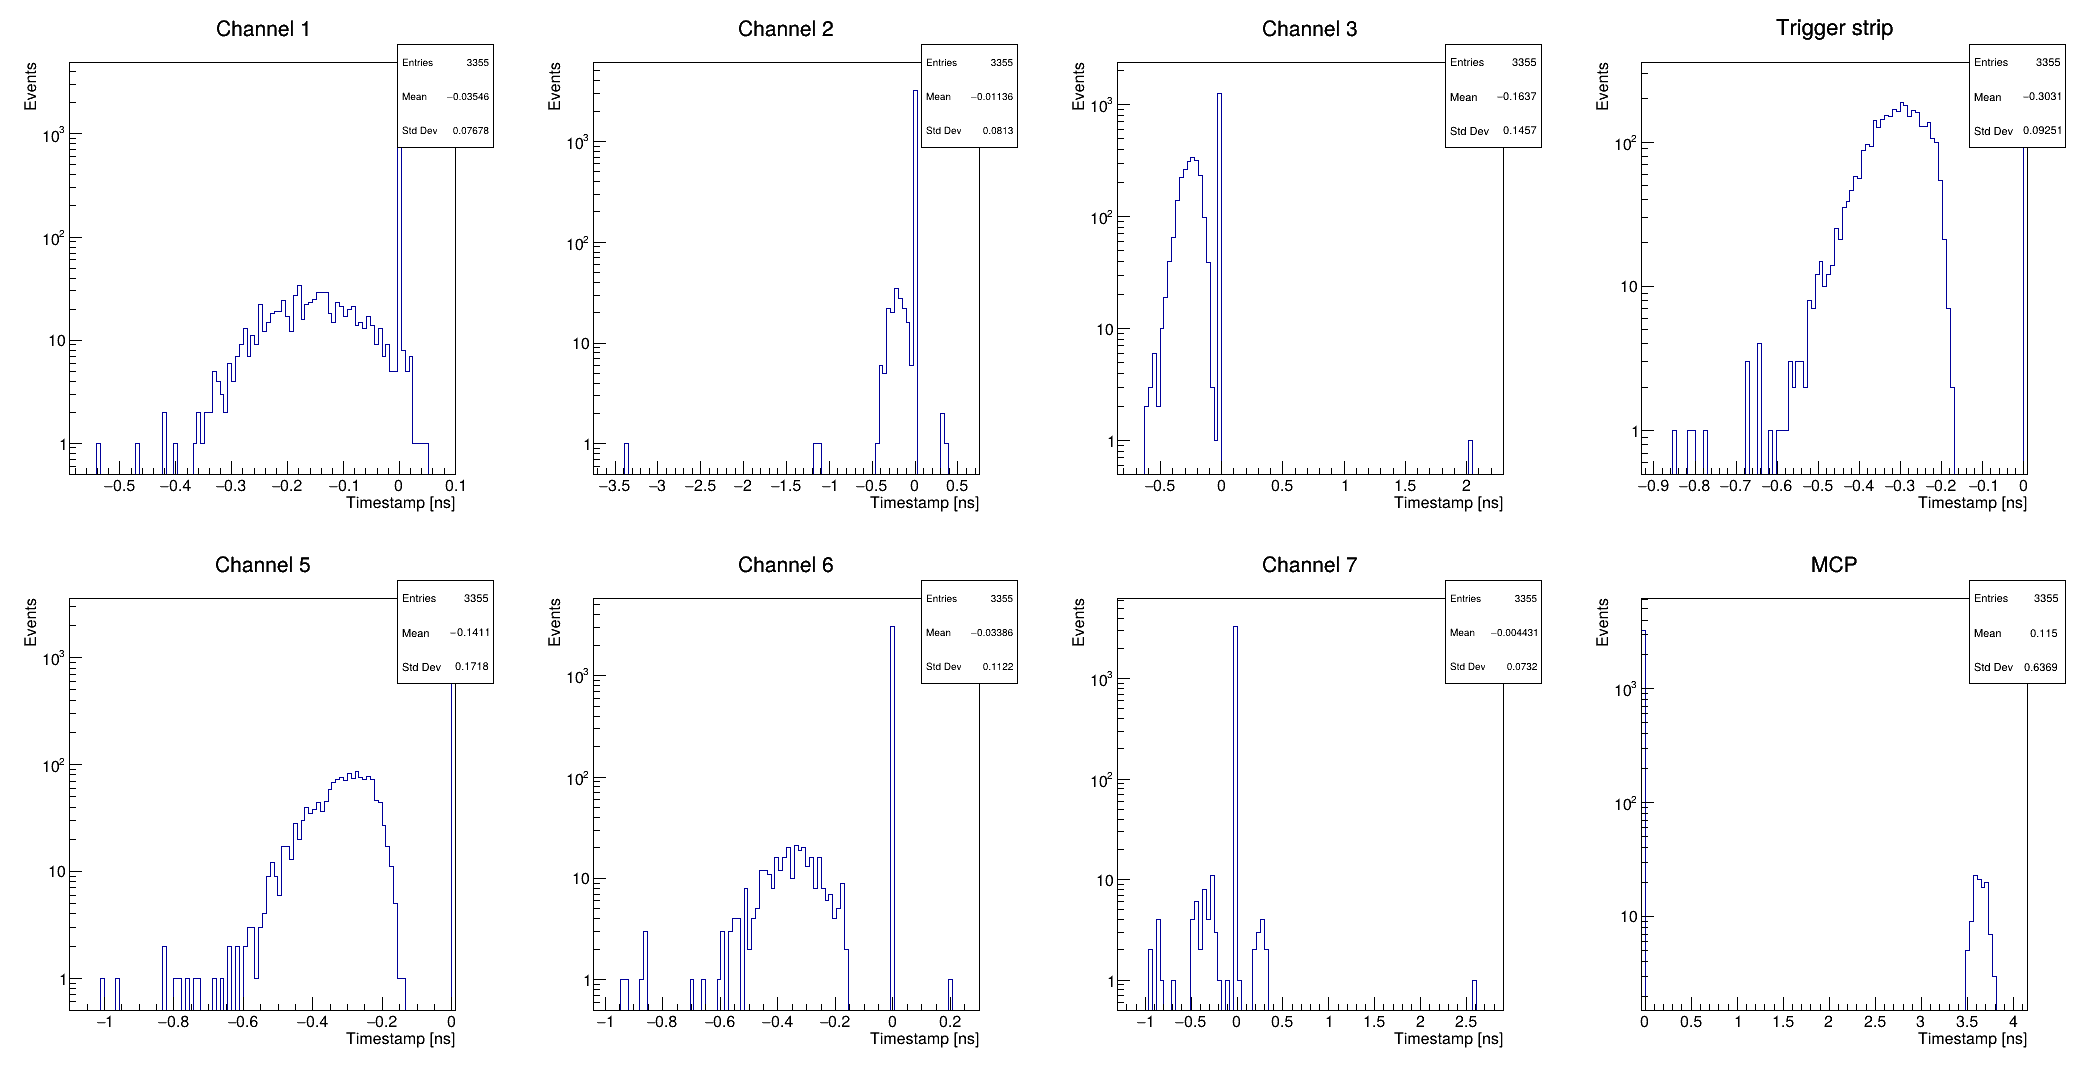 Channel 1
Events
Entries 3355
Mean −0.03546
Std Dev 0.07678
10³
10²
10
1
−0.5 −0.4 −0.3 −0.2 −0.1 0 0.1
Timestamp [ns]
Channel 2
Events
Entries 3355
Mean −0.01136
Std Dev 0.0813
10³
10²
10
1
−3.5 −3 −2.5 −2 −1.5 −1 −0.5 0 0.5
Timestamp [ns]
Channel 3
Events
Entries 3355
Mean −0.1637
Std Dev 0.1457
10³
10²
10
1
−0.5 0 0.5 1 1.5 2
Timestamp [ns]
Trigger strip
Events
Entries 3355
Mean −0.3031
Std Dev 0.09251
10²
10
1
−0.9 −0.8 −0.7 −0.6 −0.5 −0.4 −0.3 −0.2 −0.1 0
Timestamp [ns]
Channel 5
Events
Entries 3355
Mean −0.1411
Std Dev 0.1718
10³
10²
10
1
−1 −0.8 −0.6 −0.4 −0.2 0
Timestamp [ns]
Channel 6
Events
Entries 3355
Mean −0.03386
Std Dev 0.1122
10³
10²
10
1
−1 −0.8 −0.6 −0.4 −0.2 0 0.2
Timestamp [ns]
Channel 7
Events
Entries 3355
Mean −0.004431
Std Dev 0.0732
10³
10²
10
1
−1 −0.5 0 0.5 1 1.5 2 2.5
Timestamp [ns]
MCP
Events
Entries 3355
Mean 0.115
Std Dev 0.6369
10³
10²
10
0 0.5 1 1.5 2 2.5 3 3.5 4
Timestamp [ns]